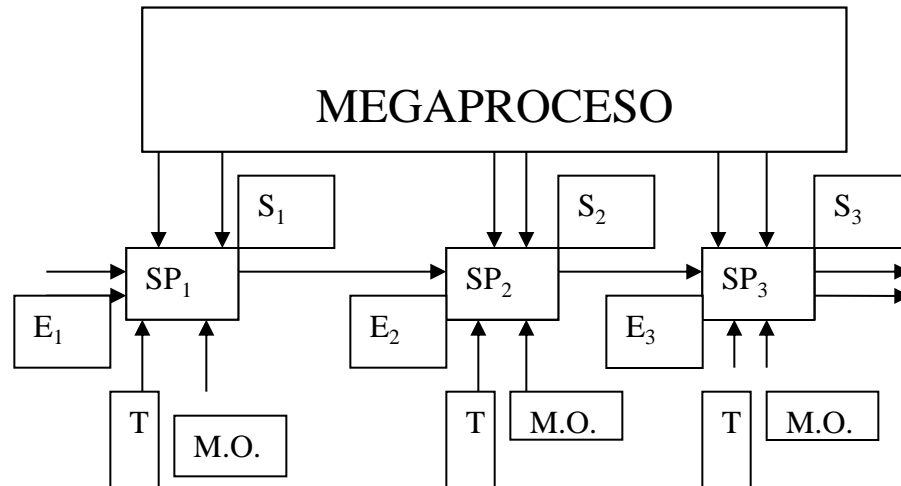 MEGAPROCESO
S₁
S₂
S₃
SP₁
SP₂
SP₃
E₁
E₂
E₃
T
M.O.
T
M.O.
T
M.O.